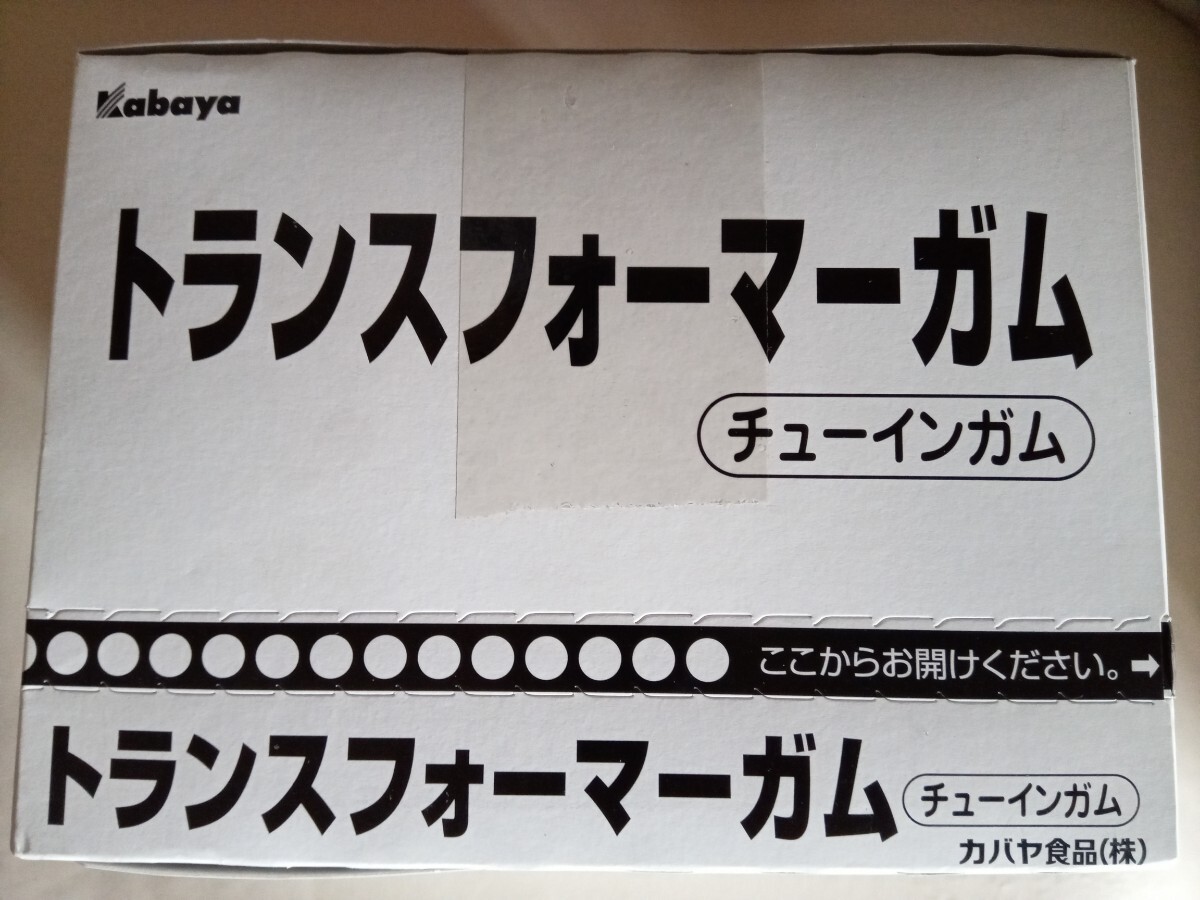 Kabaya
トランスフォーマーガム
チューインガム
ここからお開けください。➡
トランスフォーマーガム
チューインガム
カバヤ食品(株)